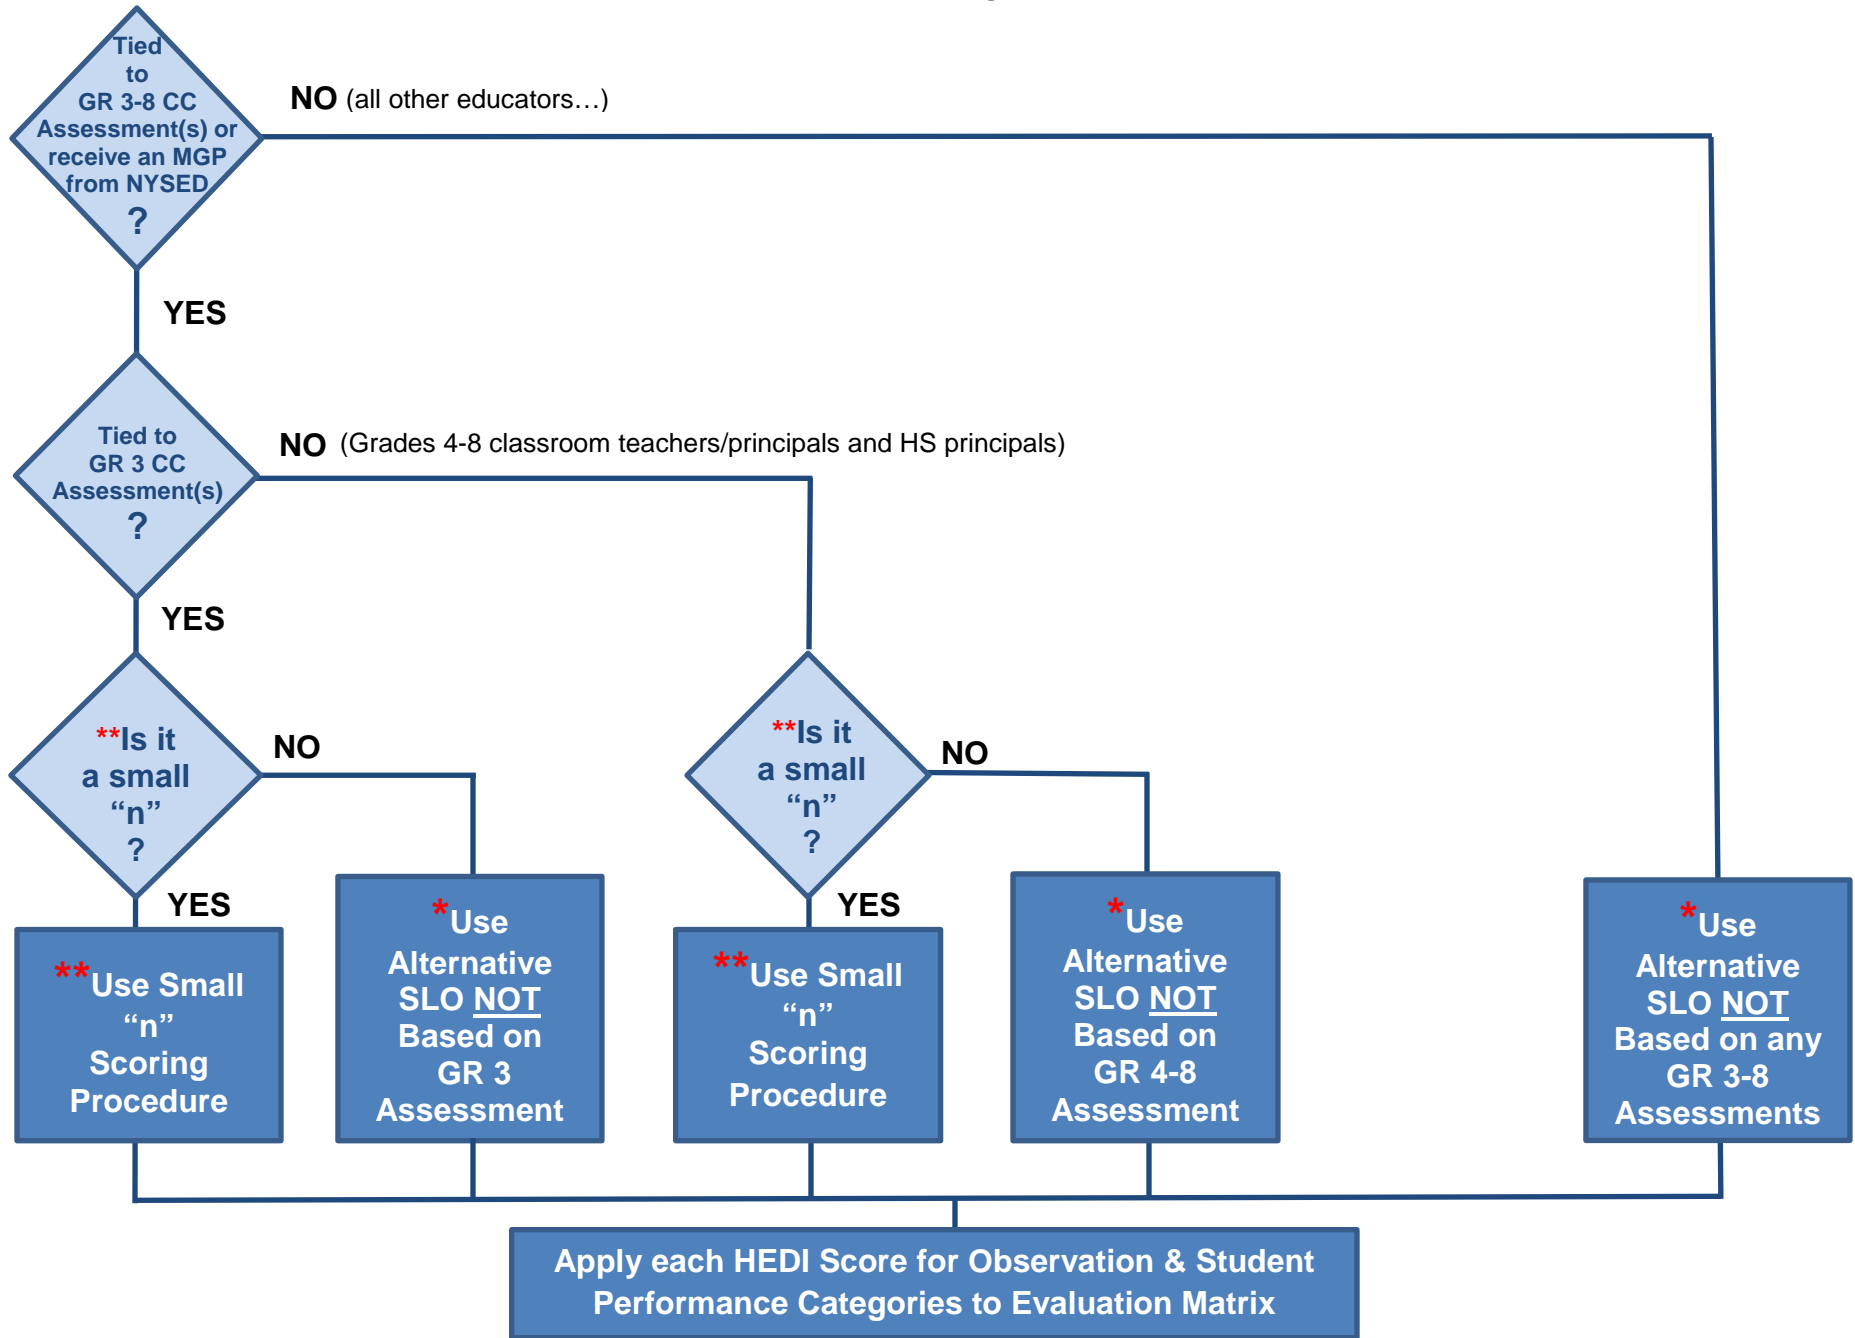 Tied
to
GR 3-8 CC
Assessment(s) or
receive an MGP
from NYSED
?
NO (all other educators…)
YES
Tied to
GR 3 CC
Assessment(s)
?
NO (Grades 4-8 classroom teachers/principals and HS principals)
YES
**Is it
a small
“n”
?
NO
YES
**Is it
a small
“n”
?
NO
YES
**Use Small
“n”
Scoring
Procedure
*Use
Alternative
SLO NOT
Based on
GR 3
Assessment
**Use Small
“n”
Scoring
Procedure
*Use
Alternative
SLO NOT
Based on
GR 4-8
Assessment
*Use
Alternative
SLO NOT
Based on any
GR 3-8
Assessments
Apply each HEDI Score for Observation & Student
Performance Categories to Evaluation Matrix